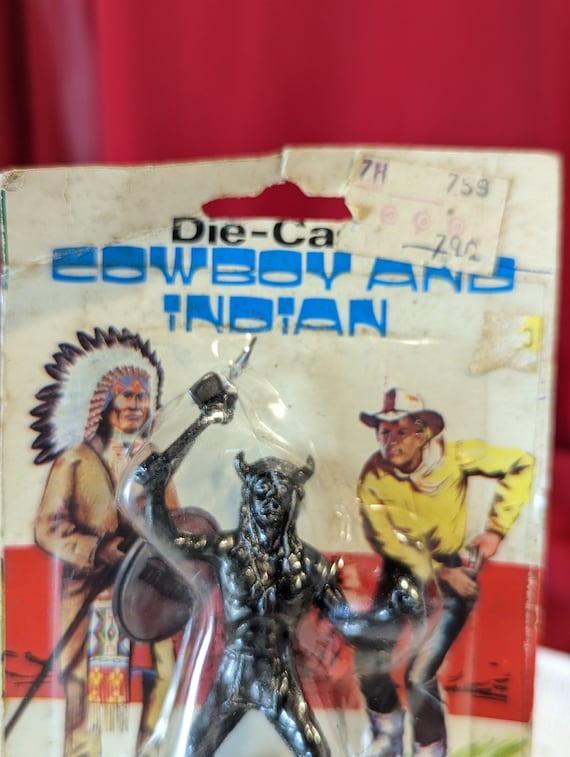 7H 759
79¢
Die-Ca
COWBOY AND
INDIAN